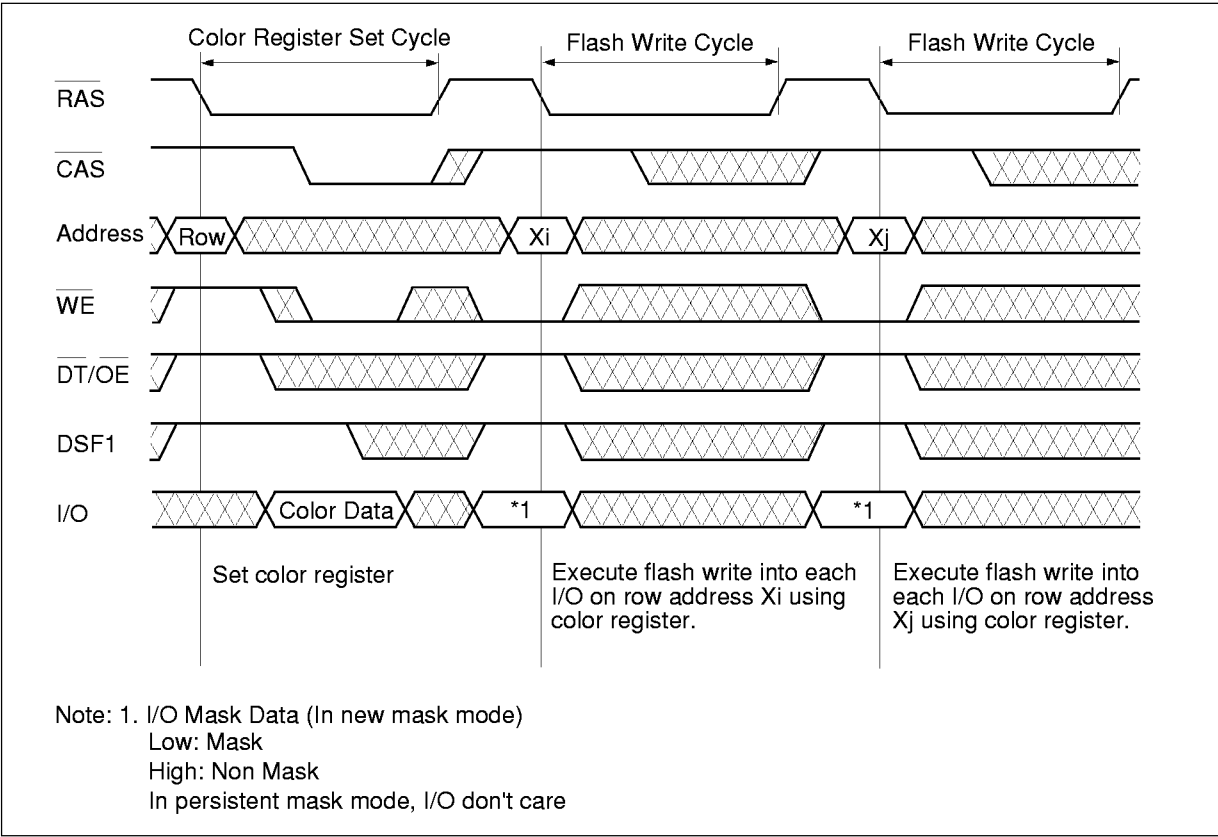 Color Register Set Cycle Flash Write Cycle Flash Write Cycle
RAS
CAS
Address Row Xi Xj
WE
DT/OE
DSF1
I/O Color Data *1 *1
Set color register
Execute flash write into each
I/O on row address Xi using
color register.
Execute flash write into
each I/O on row address
Xj using color register.
Note: 1. I/O Mask Data (In new mask mode)
Low: Mask
High: Non Mask
In persistent mask mode, I/O don't care